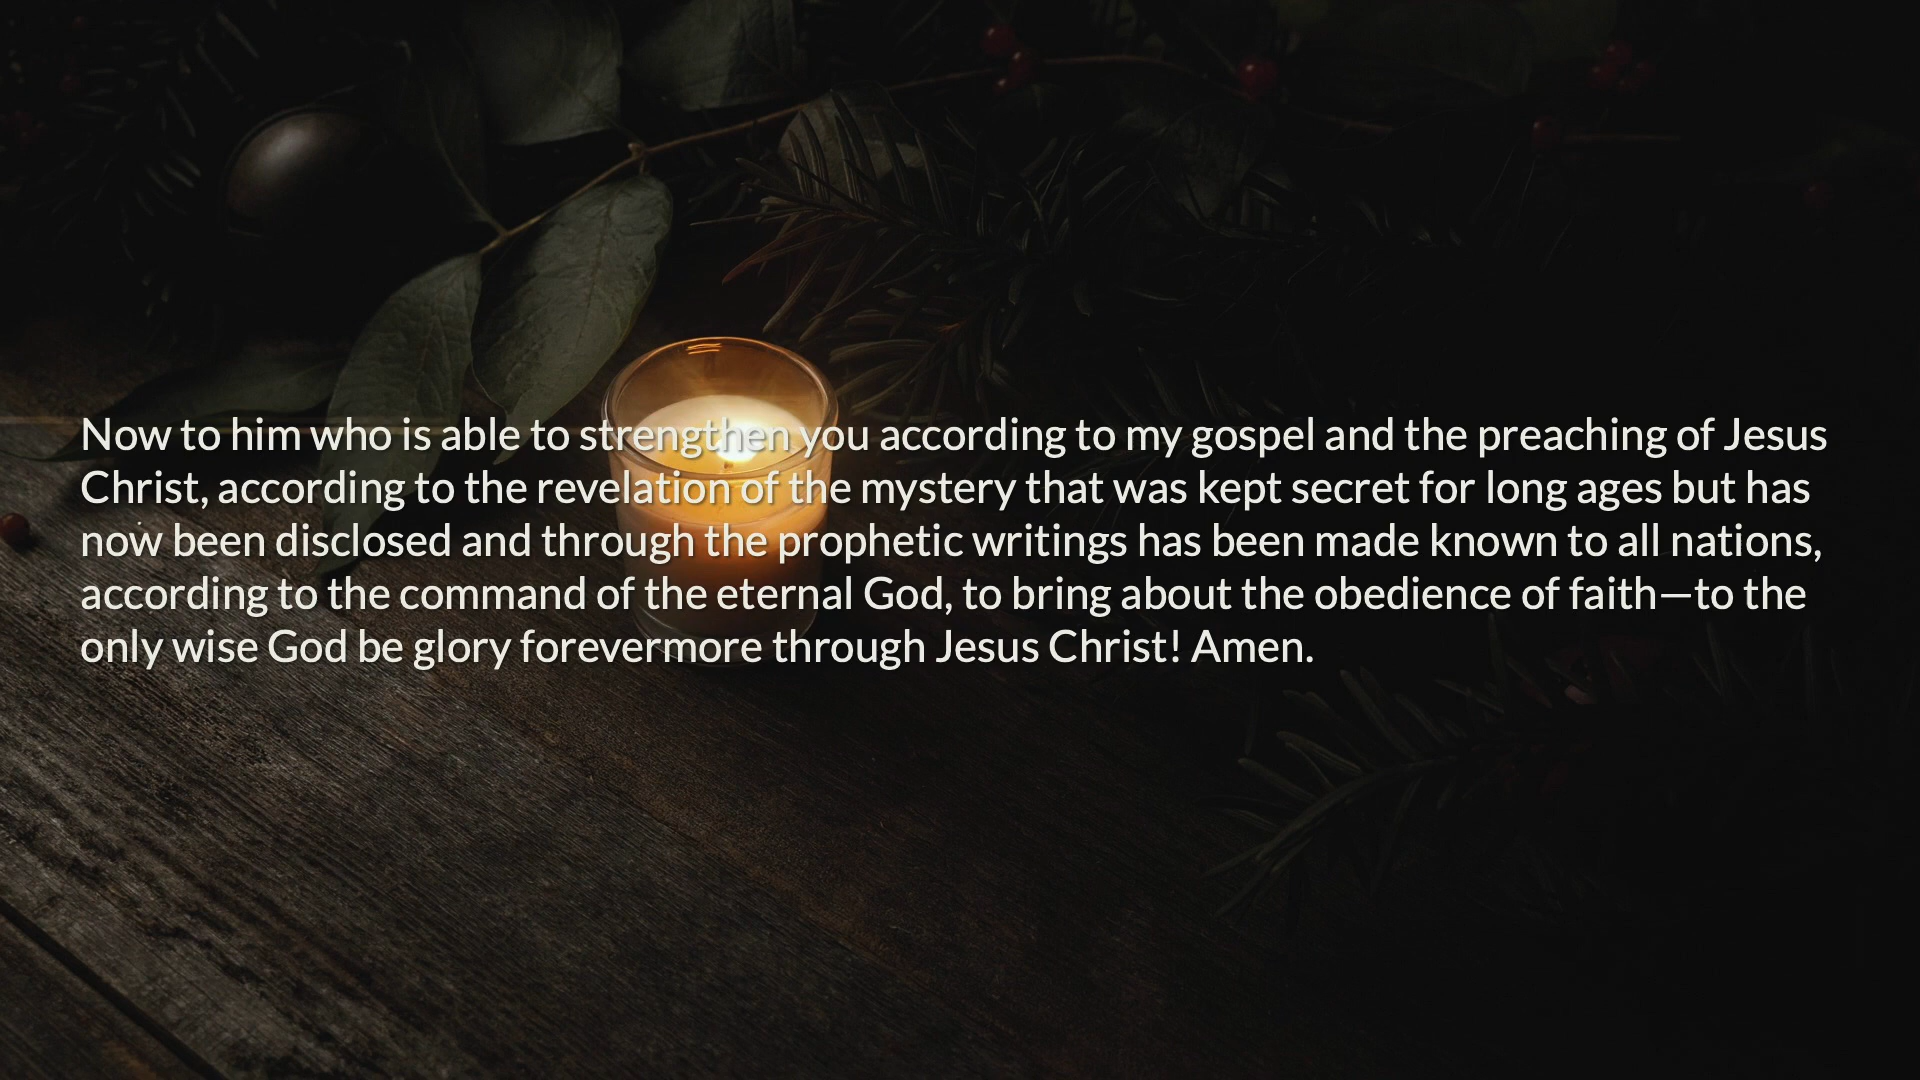 Now to him who is able to strengthen you according to my gospel and the preaching of Jesus
Christ, according to the revelation of the mystery that was kept secret for long ages but has
now been disclosed and through the prophetic writings has been made known to all nations,
according to the command of the eternal God, to bring about the obedience of faith—to the
only wise God be glory forevermore through Jesus Christ! Amen.